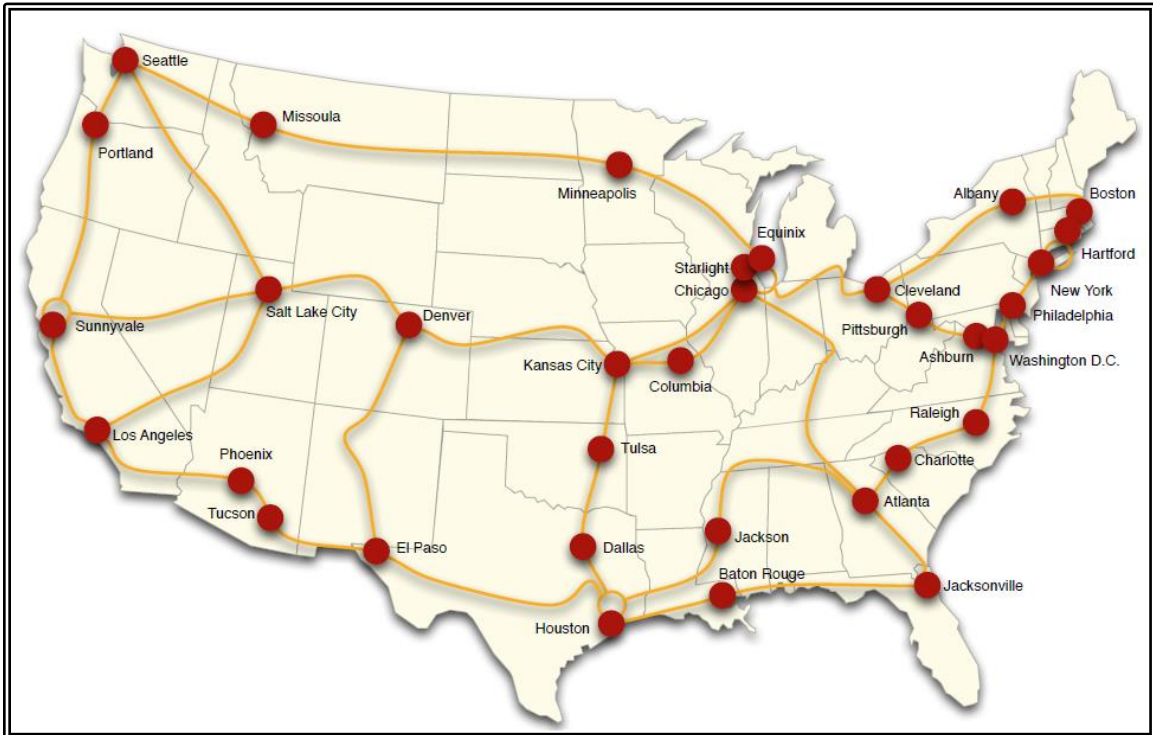 Seattle
Missoula
Portland
Minneapolis
Albany
Boston
Equinix
Hartford
Starlight
Chicago
Cleveland
New York
Salt Lake City
Denver
Sunnyvale
Philadelphia
Pittsburgh
Ashburn
Washington D.C.
Kansas City
Columbia
Raleigh
Los Angeles
Tulsa
Phoenix
Charlotte
Atlanta
Tucson
Jackson
El Paso
Dallas
Baton Rouge
Jacksonville
Houston